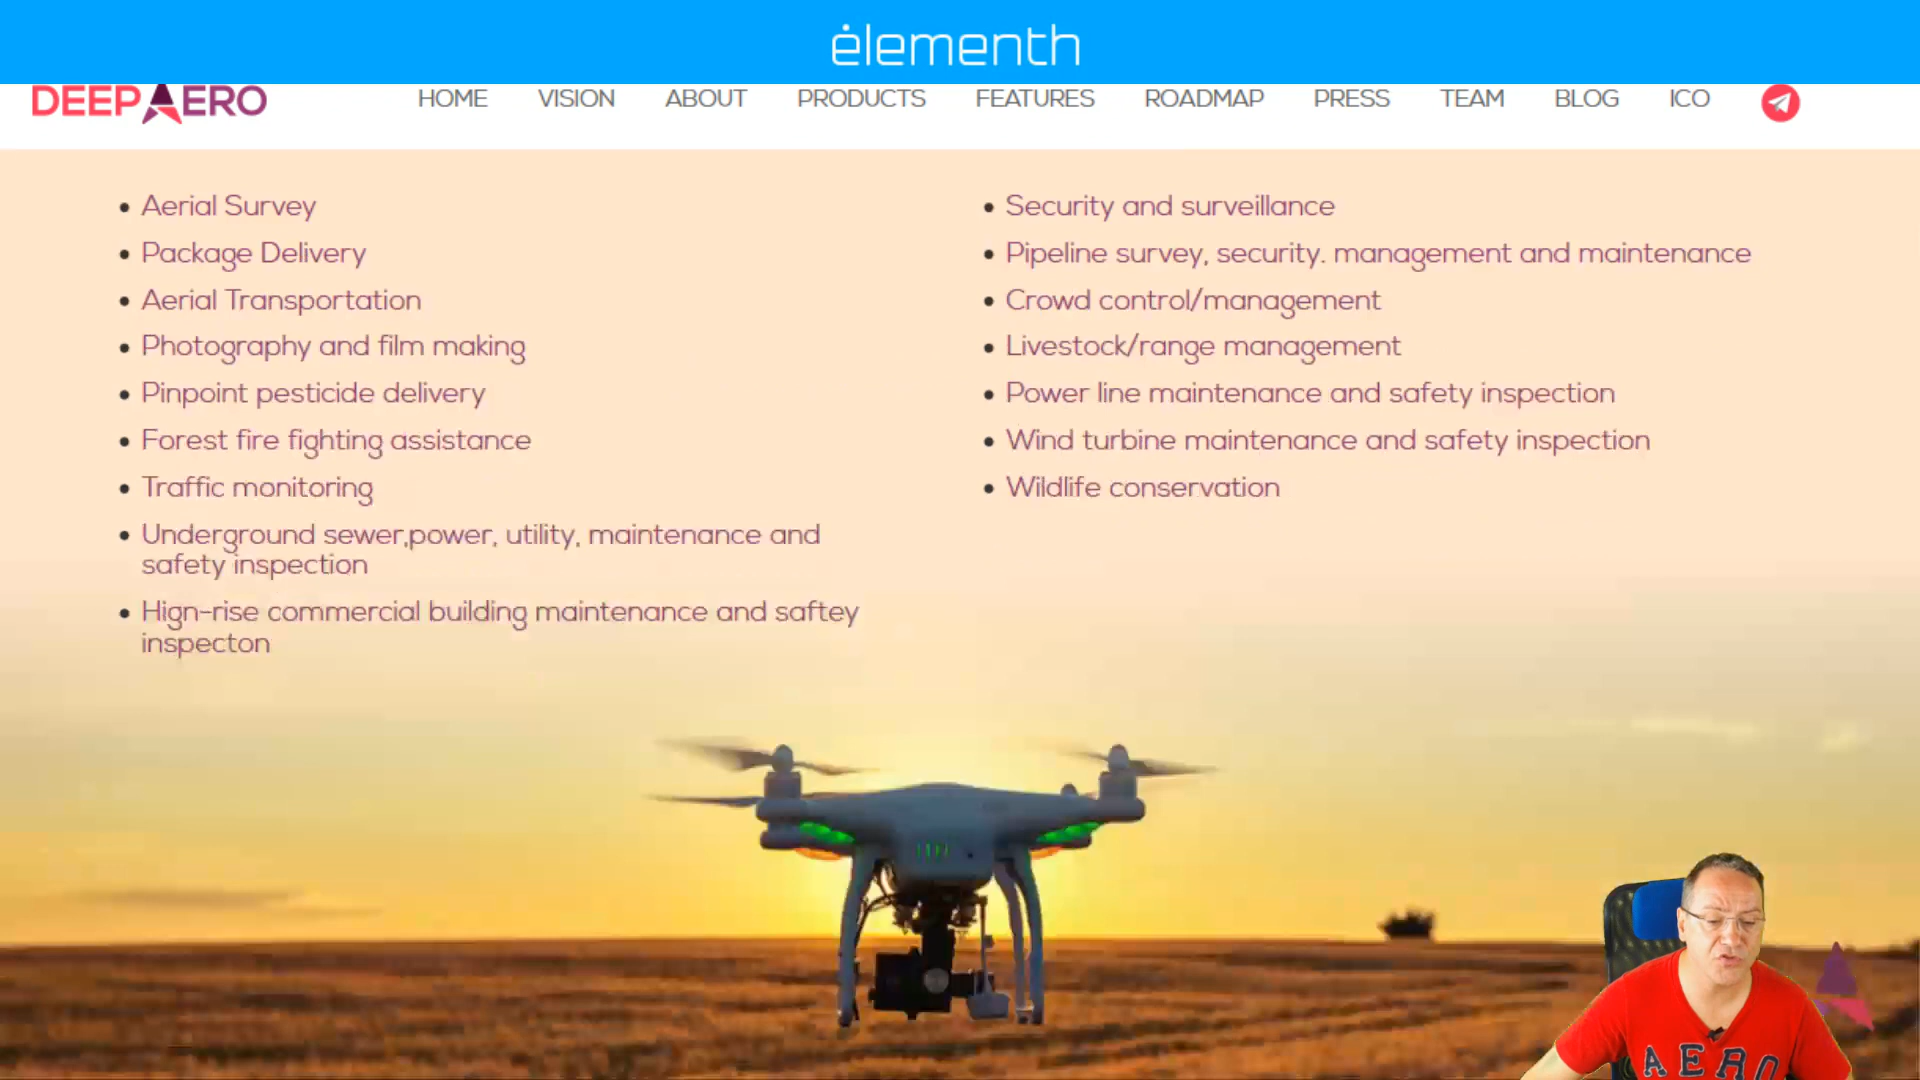 elementh
DEEP AERO
HOME VISION ABOUT PRODUCTS FEATURES ROADMAP PRESS TEAM BLOG ICO
Aerial Survey
Package Delivery
Aerial Transportation
Photography and film making
Pinpoint pesticide delivery
Forest fire fighting assistance
Traffic monitoring
Underground sewer,power, utility, maintenance and
safety inspection
Hign-rise commercial building maintenance and saftey
inspecton
Security and surveillance
Pipeline survey, security. management and maintenance
Crowd control/management
Livestock/range management
Power line maintenance and safety inspection
Wind turbine maintenance and safety inspection
Wildlife conservation
AERO